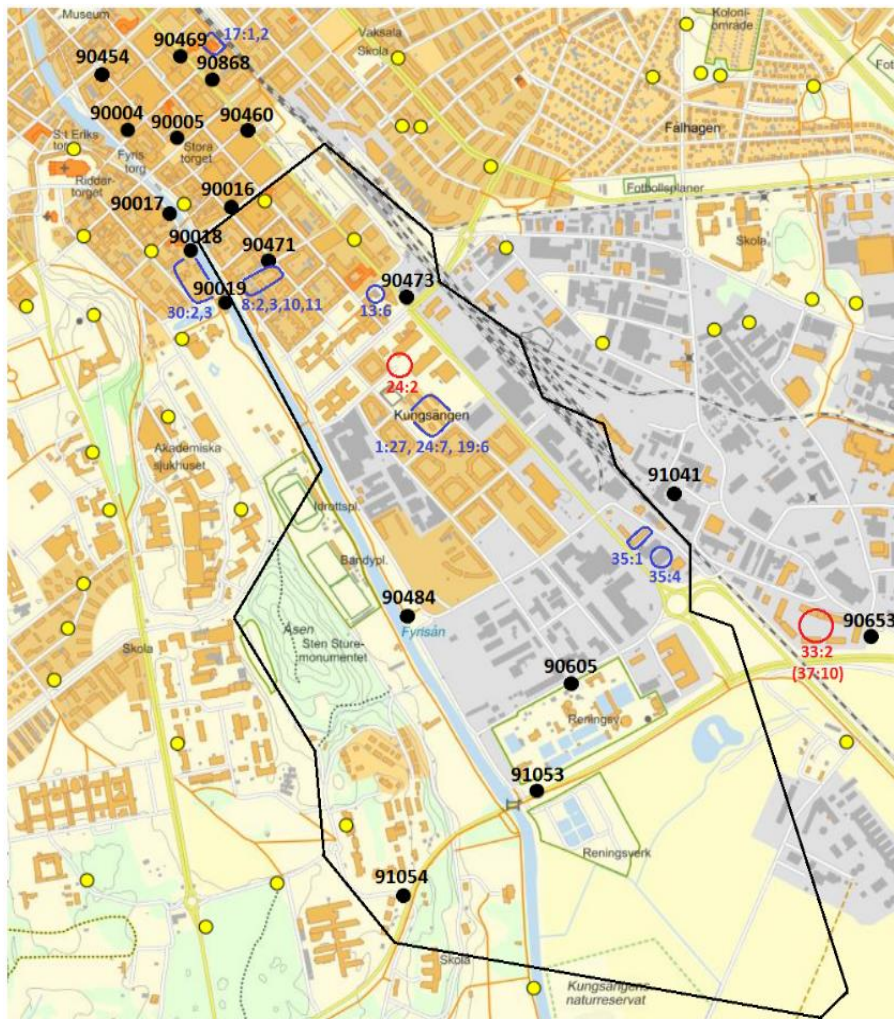 Museum
Vaksala
Skola
Koloni-
område
Fot
17:1,2
90469
90454
90868
90004
90005
90460
Falhagen
S:t Eriks
torg
Fyris
torg
Stora
torget
Ridder-
torget
Fotbollsplaner
90017
90016
90018
90471
Skola
90473
90019
30:2,3
8:2,3,10,11
13:6
24:2
Kungsängen
1:27, 24:7, 19:6
Akademiska
sjukhuset
91041
Idrottspl.
35:1
35:4
Bandypl.
90484
Fyrisån
Åsen
Sten Sture-
monumentet
Skola
90653
33:2
(37:10)
90605
Reningsv.
91053
Reningsverk
91054
Skola
Kungsängens
naturreservat